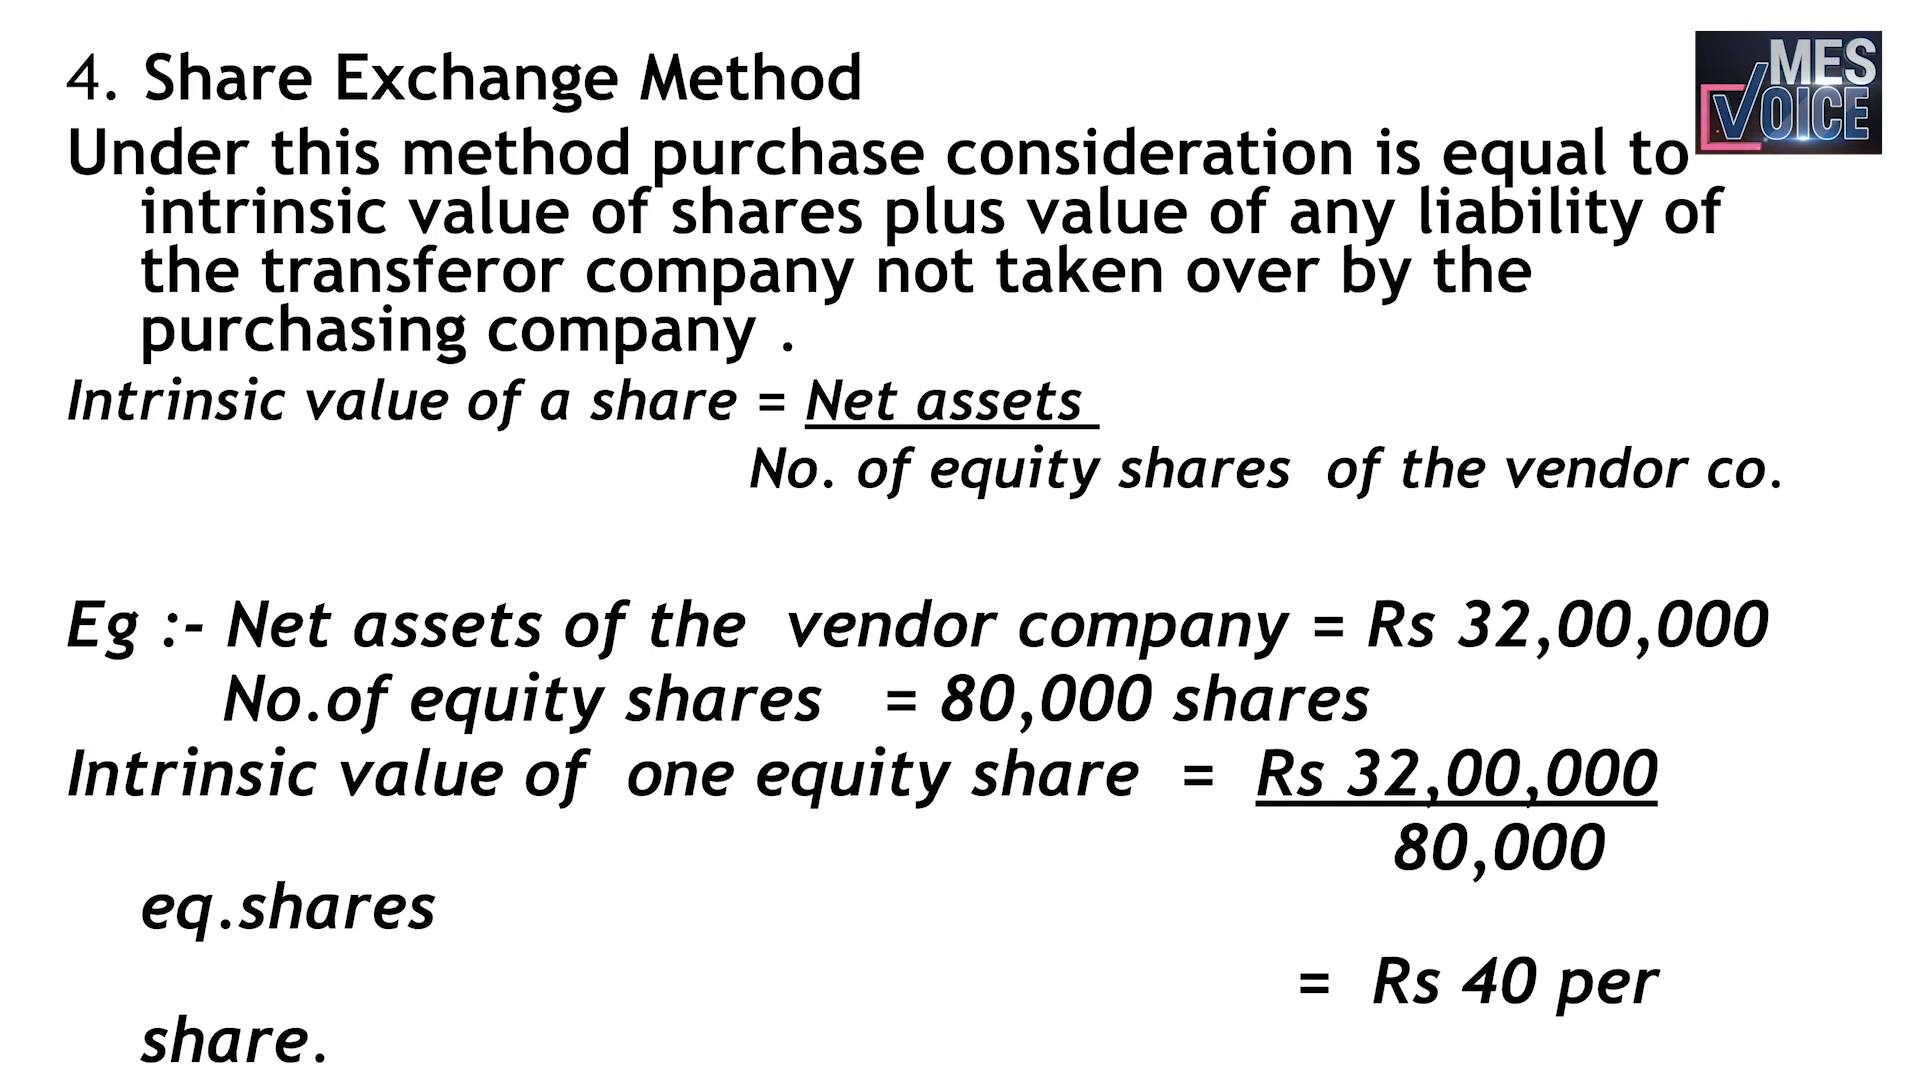 4. Share Exchange Method
MES
VOICE
Under this method purchase consideration is equal to
intrinsic value of shares plus value of any liability of
the transferor company not taken over by the
purchasing company .
Intrinsic value of a share = Net assets
No. of equity shares of the vendor co.
Eg :- Net assets of the vendor company = Rs 32,00,000
No.of equity shares = 80,000 shares
Intrinsic value of one equity share = Rs 32,00,000
80,000
eq.shares
= Rs 40 per
share.